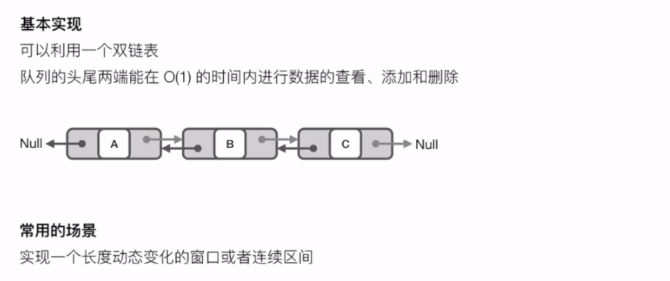 基本实现
可以利用一个双链表
队列的头尾两端能在 O(1) 的时间内进行数据的查看、添加和删除
Null A B C Null
常用的场景
实现一个长度动态变化的窗口或者连续区间